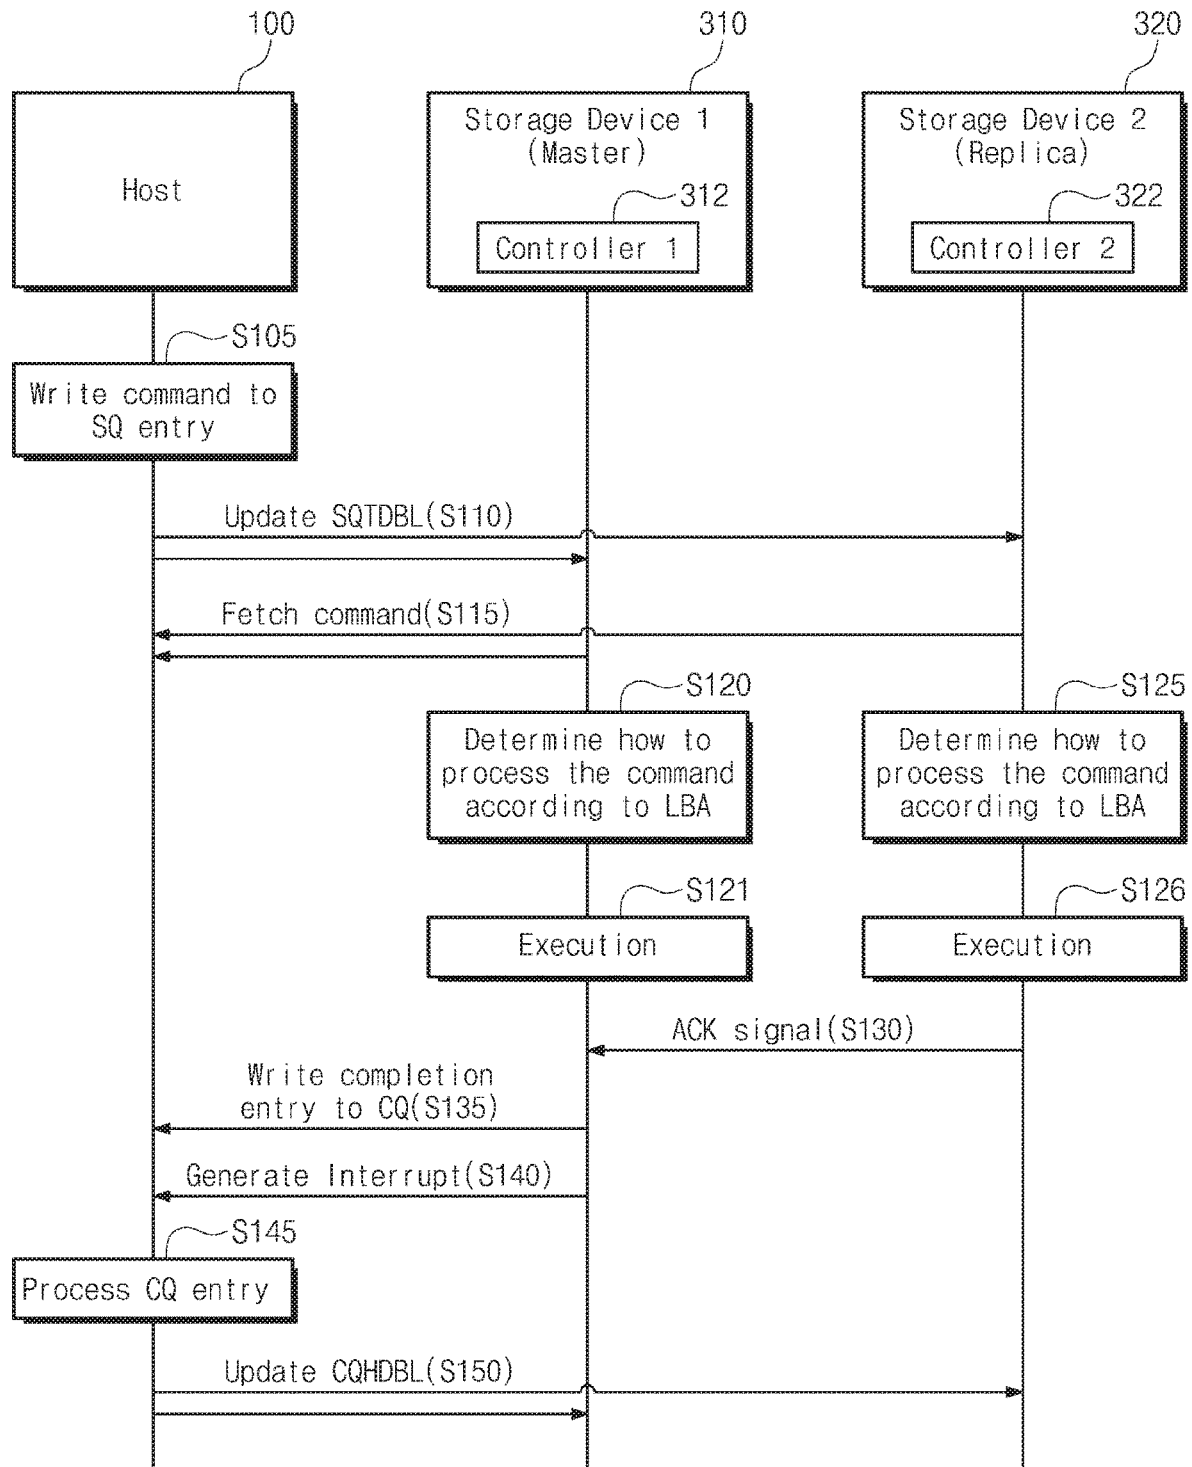 100
310
320
Host
Storage Device 1
(Master)
312
Controller 1
Storage Device 2
(Replica)
322
Controller 2
S105
Write command to
SQ entry
Update SQTDBL(S110)
Fetch command(S115)
S120
Determine how to
process the command
according to LBA
S125
Determine how to
process the command
according to LBA
S121
Execution
S126
Execution
ACK signal(S130)
Write completion
entry to CQ(S135)
Generate Interrupt(S140)
S145
Process CQ entry
Update CQHDBL(S150)